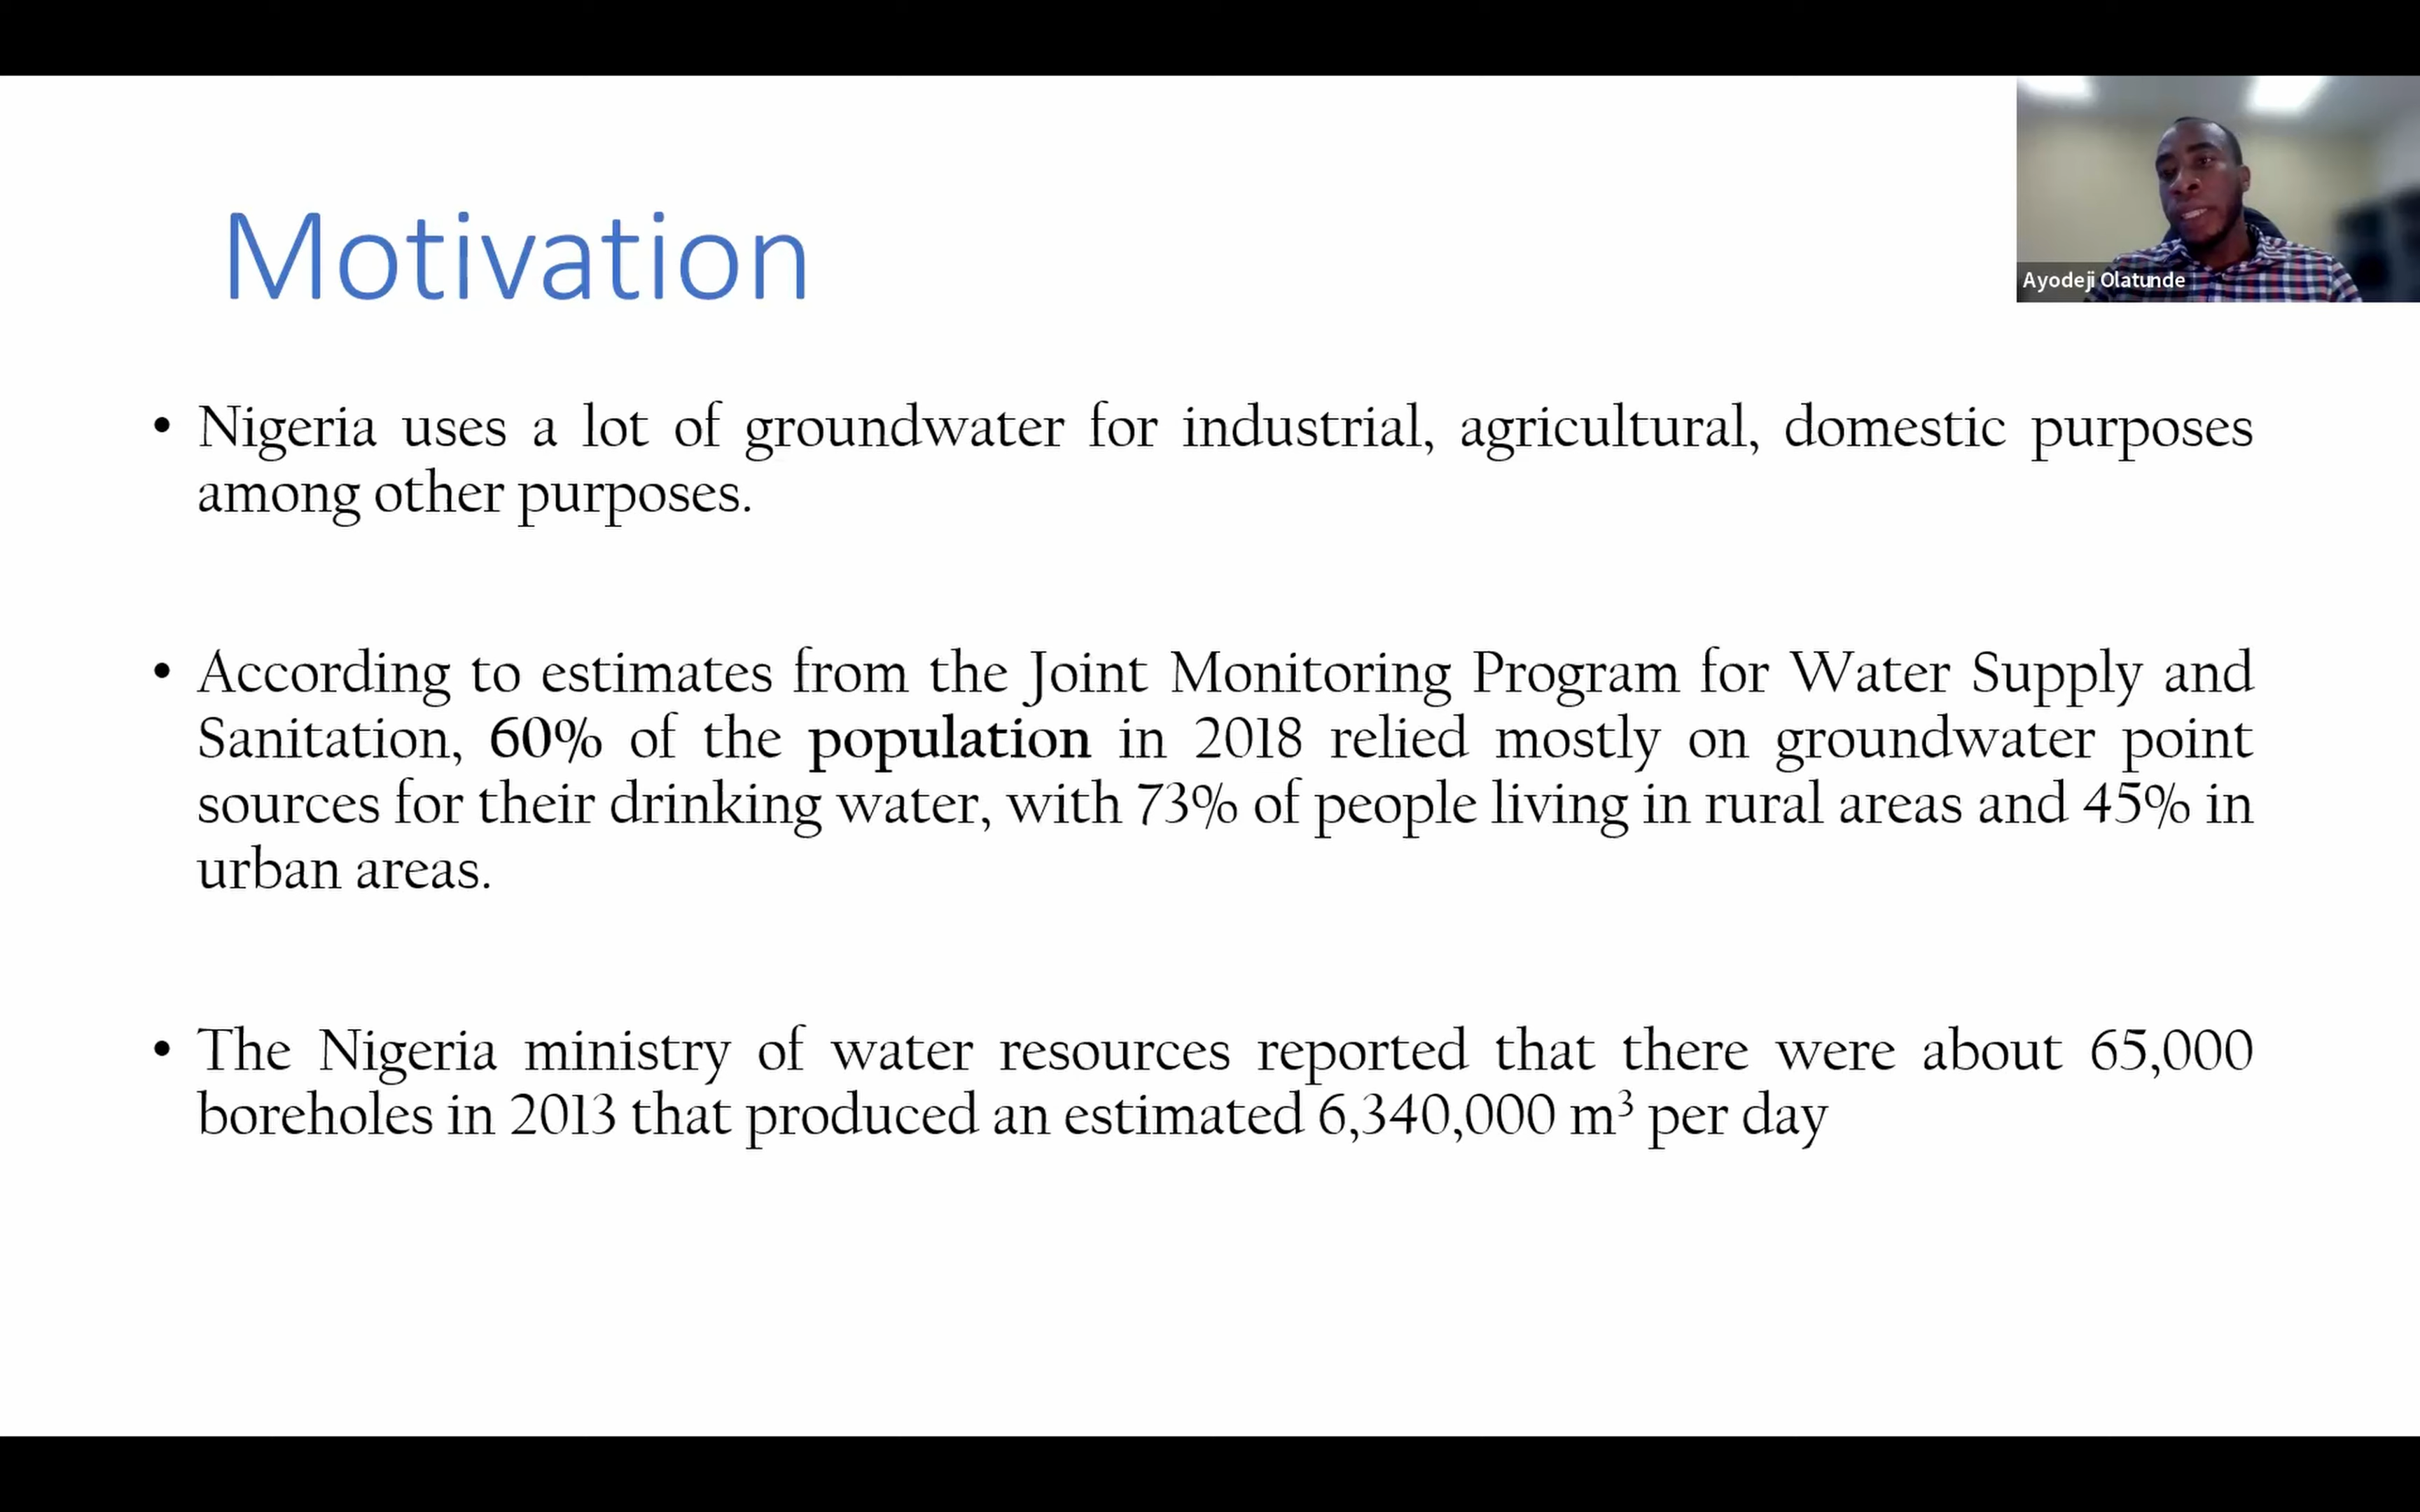 Motivation
Ayodeji Olatunde
• Nigeria uses a lot of groundwater for industrial, agricultural, domestic purposes
among other purposes.
• According to estimates from the Joint Monitoring Program for Water Supply and
Sanitation, 60% of the population in 2018 relied mostly on groundwater point
sources for their drinking water, with 73% of people living in rural areas and 45% in
urban areas.
• The Nigeria ministry of water resources reported that there were about 65,000
boreholes in 2013 that produced an estimated 6,340,000 m³ per day